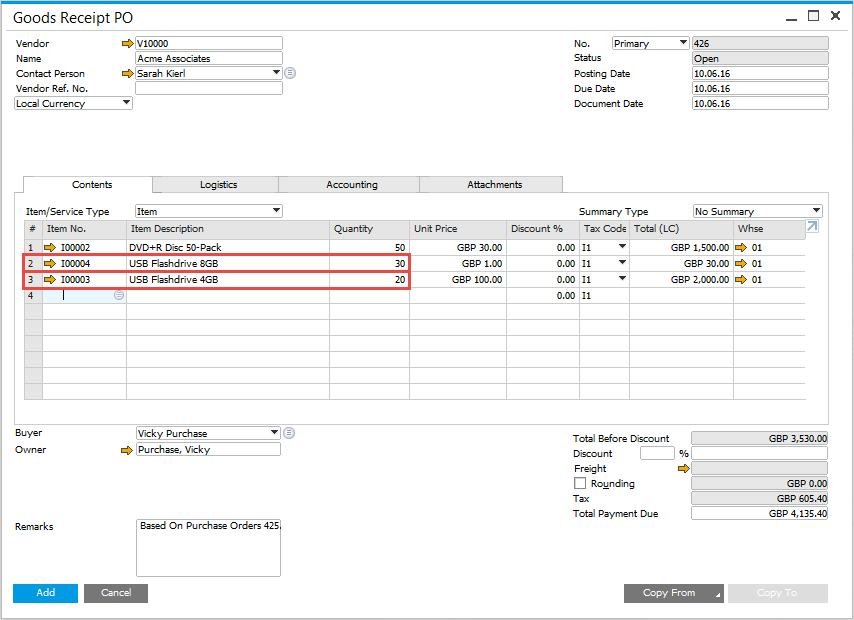 Goods Receipt PO
Vendor V10000 No. Primary 426
Name Acme Associates Status Open
Contact Person Sarah Kierl Posting Date 10.06.16
Vendor Ref. No. Due Date 10.06.16
Local Currency Document Date 10.06.16
Contents Logistics Accounting Attachments
Item/Service Type Item Summary Type No Summary
# Item No. Item Description Quantity Unit Price Discount % Tax Code Total (LC) Whse
1 I00002 DVD+R Disc 50-Pack 50 GBP 30.00 0.00 I1 GBP 1,500.00 01
2 I00004 USB Flashdrive 8GB 30 GBP 1.00 0.00 I1 GBP 30.00 01
3 I00003 USB Flashdrive 4GB 20 GBP 100.00 0.00 I1 GBP 2,000.00 01
4 0.00 I1
Buyer Vicky Purchase
Owner Purchase, Vicky
Total Before Discount GBP 3,530.00
Discount %
Freight
Rounding GBP 0.00
Tax GBP 605.40
Total Payment Due GBP 4,135.40
Remarks Based On Purchase Orders 425.
Add Cancel Copy From Copy To